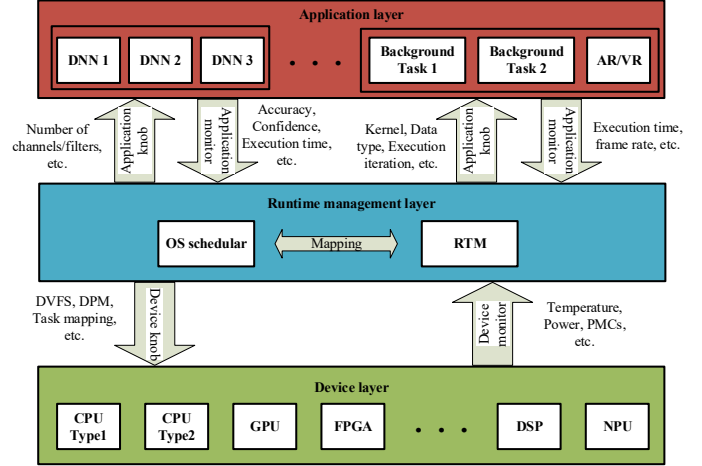 Application layer
DNN 1
DNN 2
DNN 3
. . .
Background
Task 1
Background
Task 2
AR/VR
Number of
channels/filters,
etc.
Application
knob
Application
monitor
Accuracy,
Confidence,
Execution time,
etc.
Kernel, Data
type, Execution
iteration, etc.
Application
knob
Application
monitor
Execution time,
frame rate, etc.
Runtime management layer
OS schedular
Mapping
RTM
DVFS, DPM,
Task mapping,
etc.
Device knob
Device
monitor
Temperature,
Power, PMCs,
etc.
Device layer
CPU
Type1
CPU
Type2
GPU
FPGA
. . .
DSP
NPU